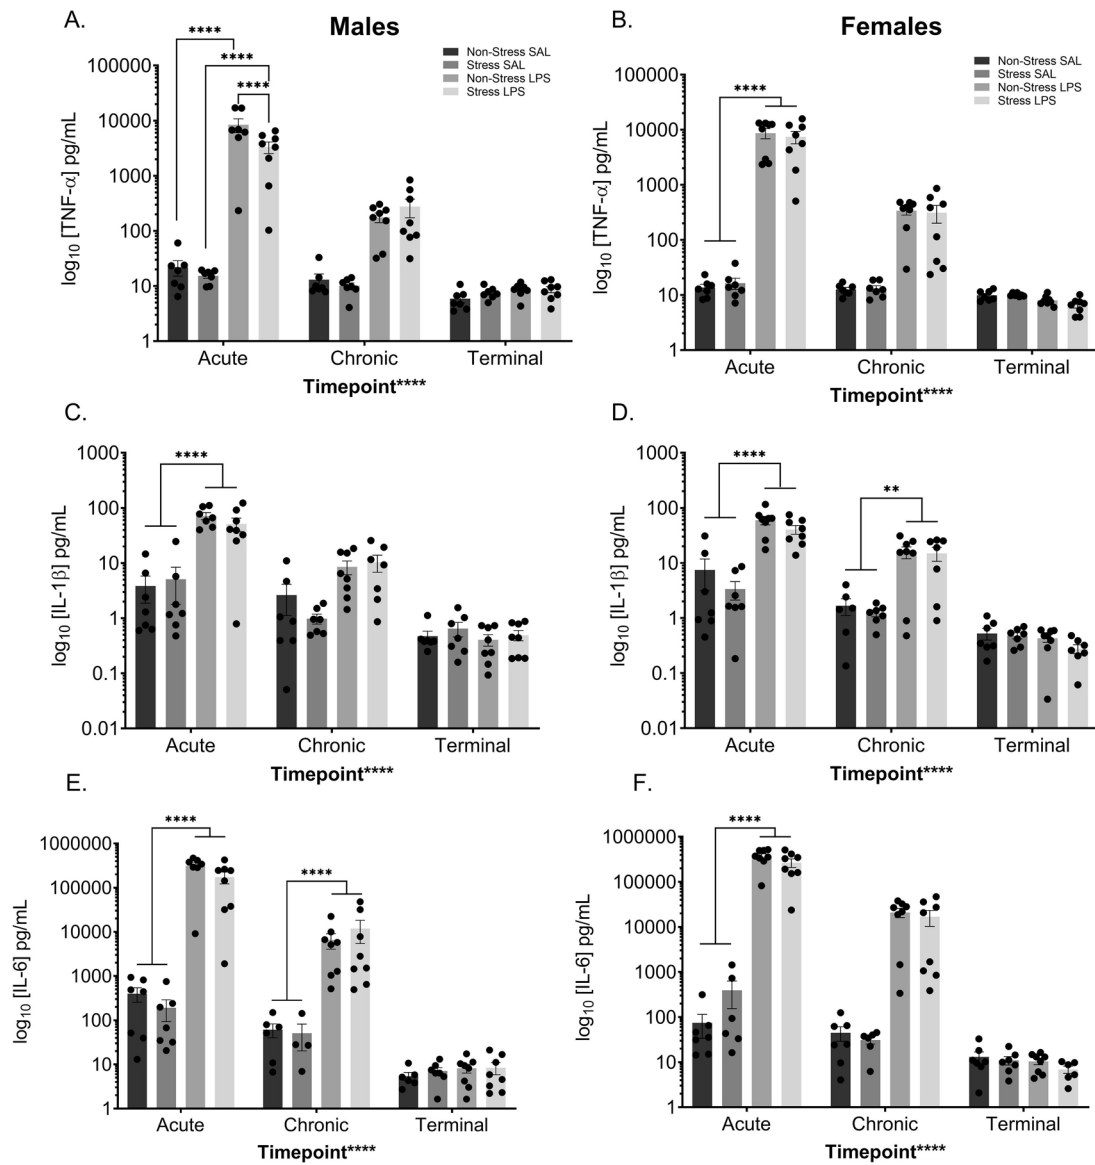 A.
Males
****
****
****
Non-Stress SAL
Stress SAL
Non-Stress LPS
Stress LPS
log10 [TNF-α] pg/mL
100000
10000
1000
100
10
1
Acute
Chronic
Terminal
Timepoint****
B.
Females
****
Non-Stress SAL
Stress SAL
Non-Stress LPS
Stress LPS
log10 [TNF-α] pg/mL
100000
10000
1000
100
10
1
Acute
Chronic
Terminal
Timepoint****
C.
****
log10 [IL-1β] pg/mL
1000
100
10
1
0.1
0.01
Acute
Chronic
Terminal
Timepoint****
D.
****
**
log10 [IL-1β] pg/mL
1000
100
10
1
0.1
0.01
Acute
Chronic
Terminal
Timepoint****
E.
****
****
log10 [IL-6] pg/mL
1000000
100000
10000
1000
100
10
1
Acute
Chronic
Terminal
Timepoint****
F.
****
log10 [IL-6] pg/mL
1000000
100000
10000
1000
100
10
1
Acute
Chronic
Terminal
Timepoint****